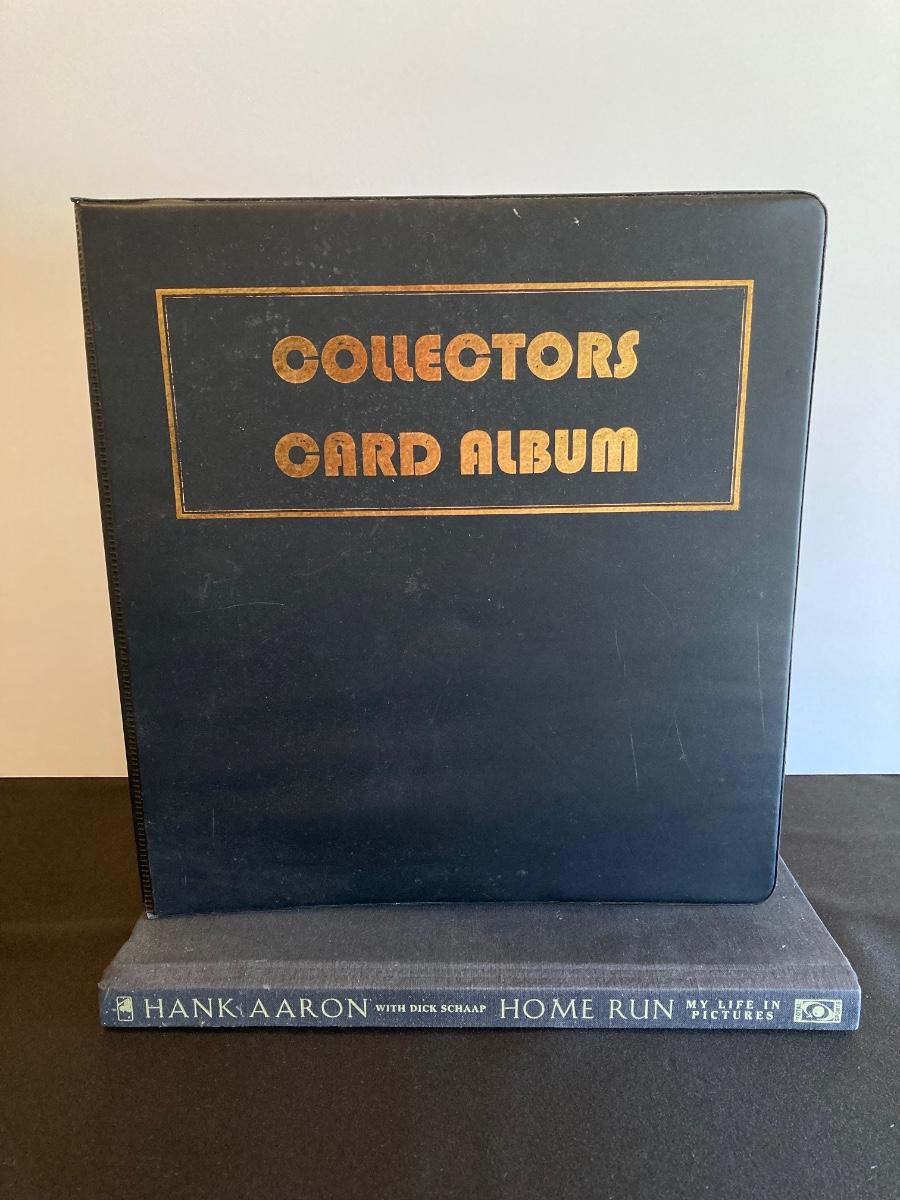 COLLECTORS
CARD ALBUM
HANK AARON WITH DICK SCHAAP HOME RUN MY LIFE IN
PICTURES